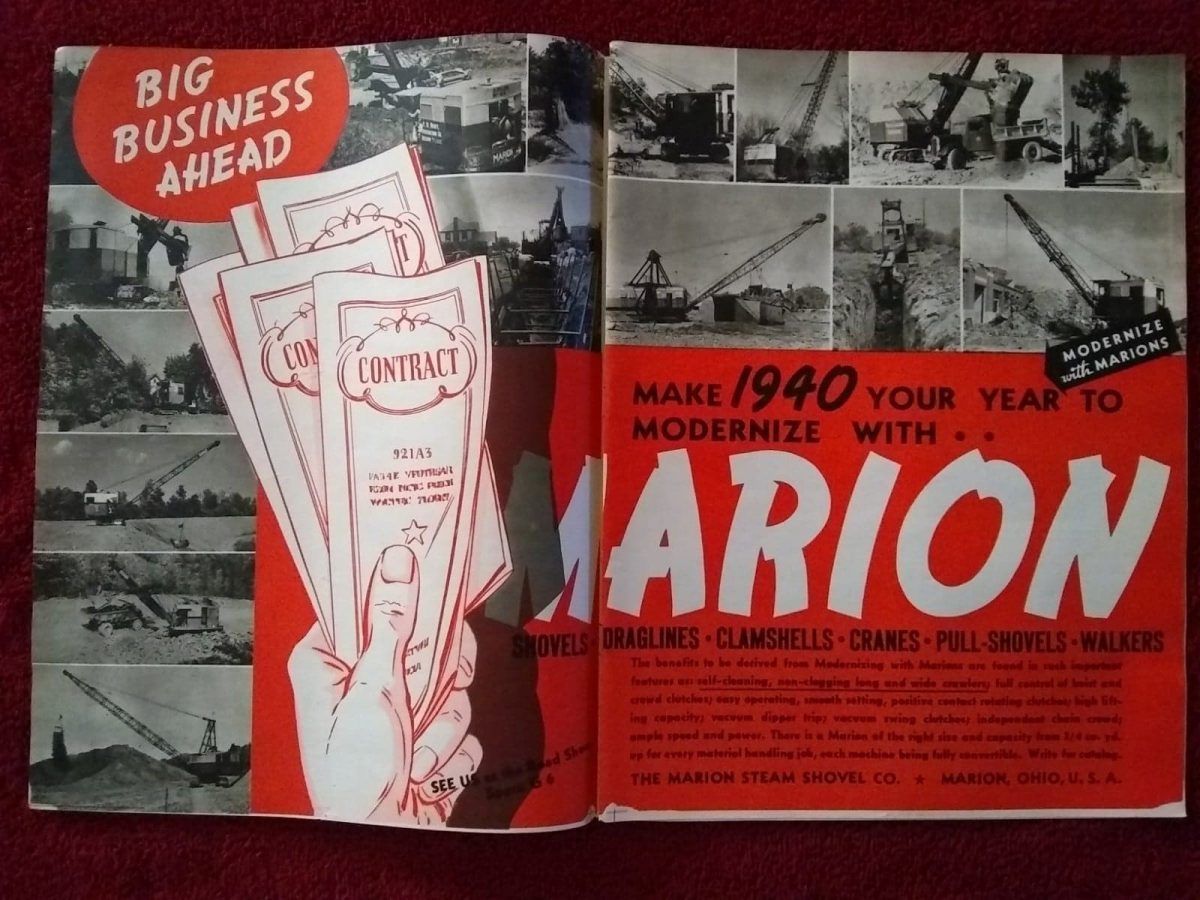 BIG
BUSINESS
AHEAD
MARION
CONTRACT
CON
T
921A3
MODERNIZE
with MARIONS
MAKE 1940 YOUR YEAR TO
MODERNIZE WITH • •
MARION
SHOVELS • DRAGLINES • CLAMSHELLS • CRANES • PULL-SHOVELS • WALKERS
The benefits to be derived from Modernizing with Marions are found in such important
features as: self-cleaning, non-clogging long and wide crawlers; full control of hoist and
crowd clutches; easy operating, smooth setting, positive contact rotating clutches; high lift-
ing capacity; vacuum dipper trip; vacuum swing clutches; independent chain crowd;
ample speed and power. There is a Marion of the right size and capacity from 3/4 cu. yd.
up for every material handling job, each machine being fully convertible. Write for catalog.
THE MARION STEAM SHOVEL CO. ★ MARION, OHIO, U. S. A.
SEE US at the Road Show
6